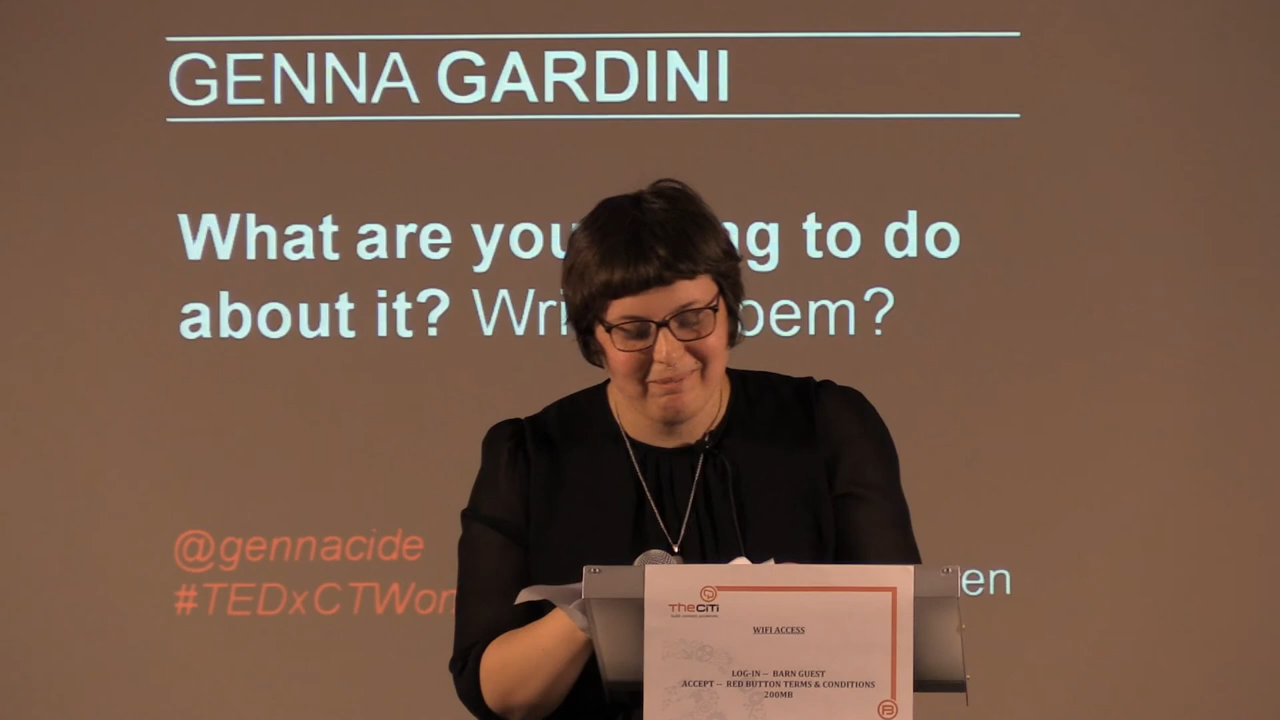 GENNA GARDINI
What are you ng to do
about it? Wri oem?
@gennacide
#TEDxCTWom
en
THECITI
WIFI ACCESS
LOG-IN -- BARN GUEST
ACCEPT -- RED BUTTON TERMS & CONDITIONS
200MB